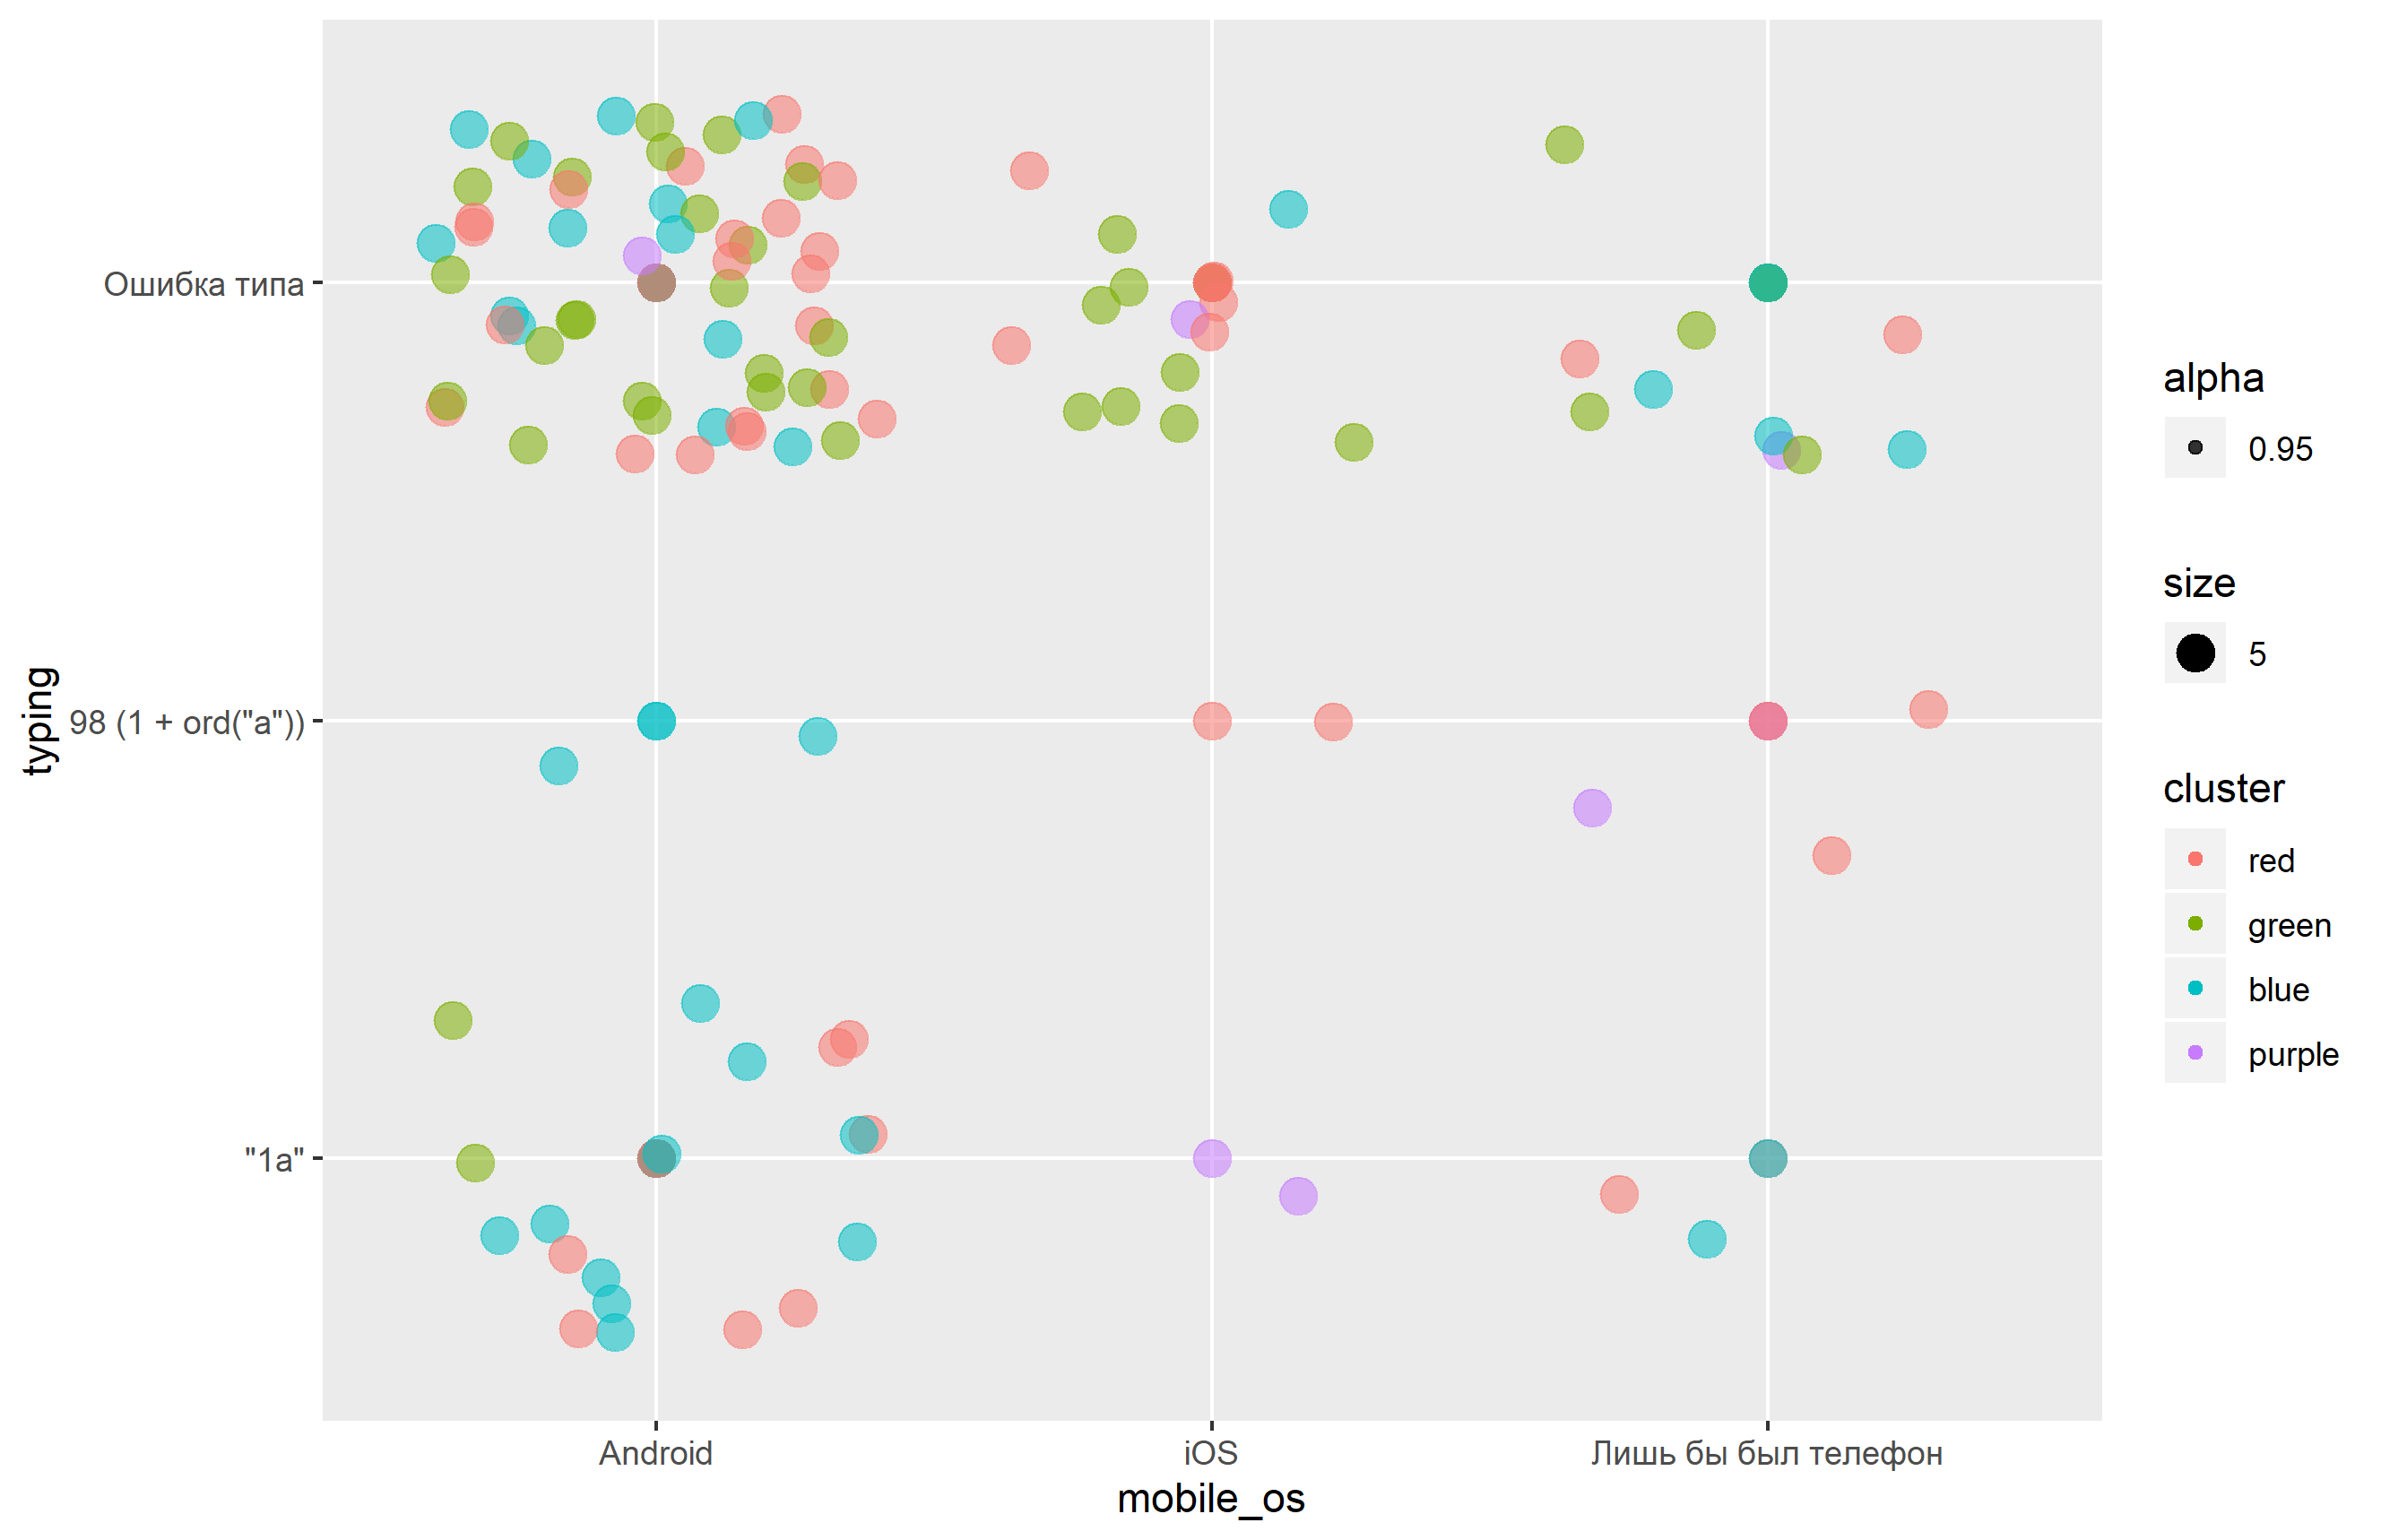 typing
Ошибка типа
98 (1 + ord("a"))
"1a"
Android
iOS
Лишь бы был телефон
mobile_os
alpha
0.95
size
5
cluster
red
green
blue
purple